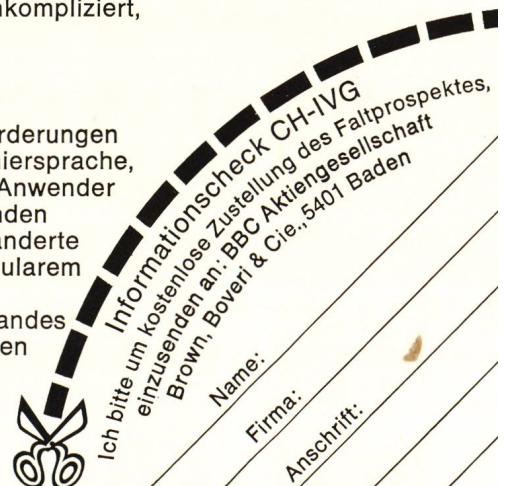 nkompliziert,
rderungen
niersprache,
Anwender
nden
anderte
ularem
andes
en
Informationscheck CH-IVG
Ich bitte um kostenlose Zustellung des Faltprospektes,
einzusenden an: BBC Aktiengesellschaft
Brown, Boveri & Cie., 5401 Baden
Name:
Firma:
Anschrift: